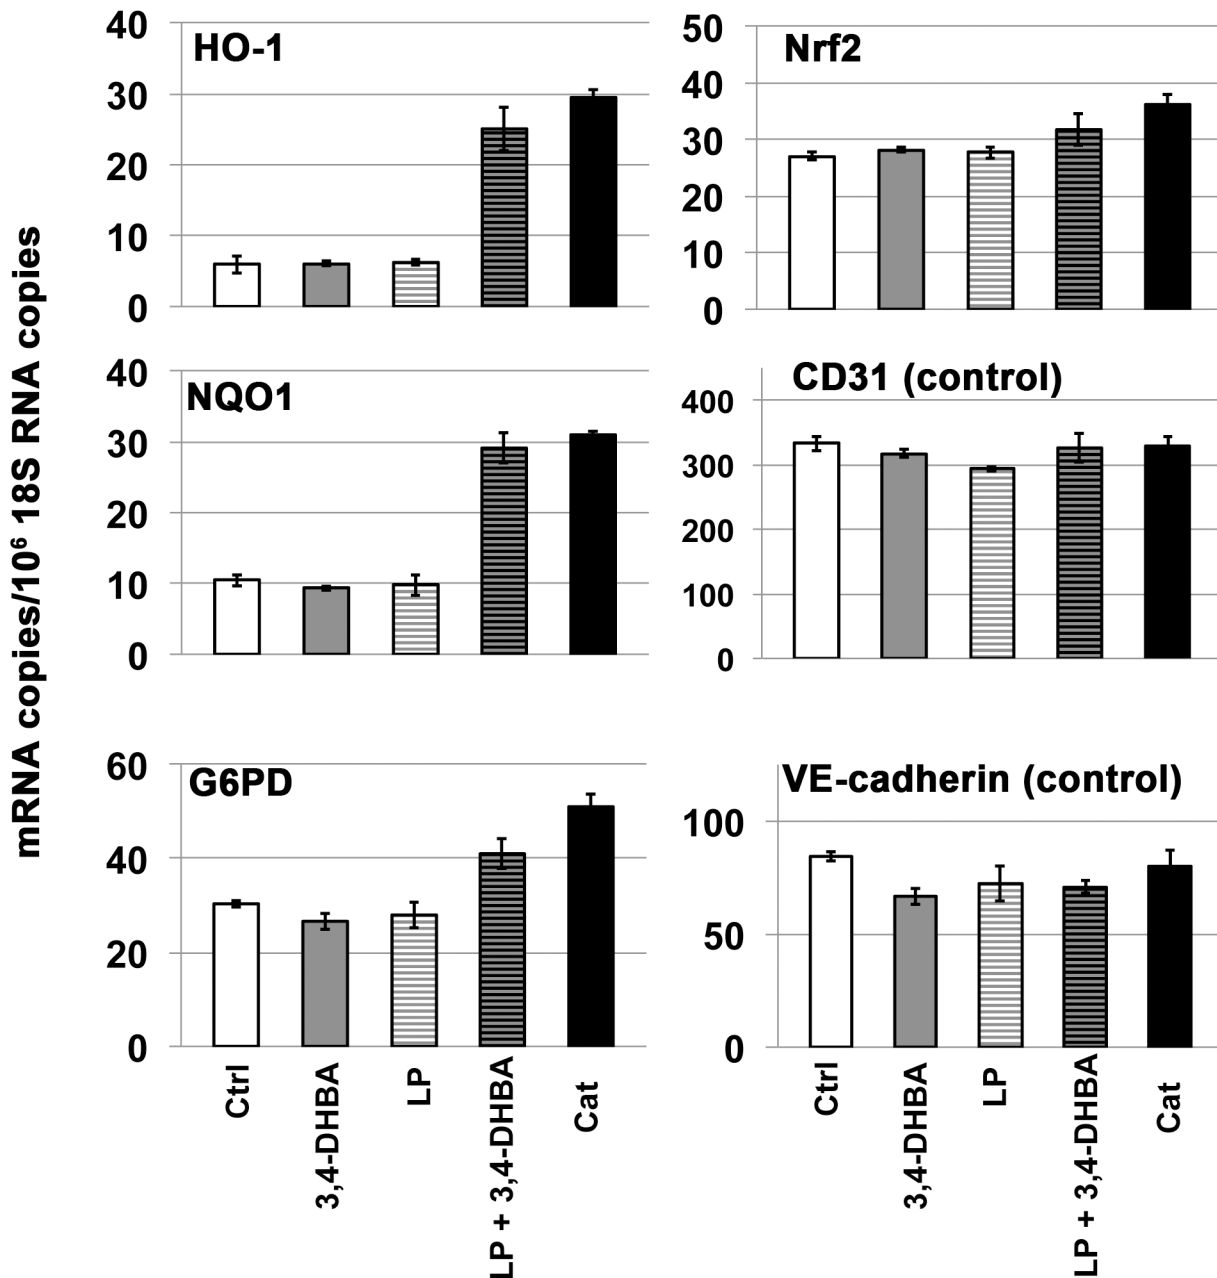 mRNA copies/10⁶ 18S RNA copies
HO-1
40
30
20
10
0
Nrf2
50
40
30
20
10
0
NQO1
40
30
20
10
0
CD31 (control)
400
300
200
100
0
G6PD
60
40
20
0
VE-cadherin (control)
100
50
0
Ctrl
3,4-DHBA
LP
LP + 3,4-DHBA
Cat
Ctrl
3,4-DHBA
LP
LP + 3,4-DHBA
Cat